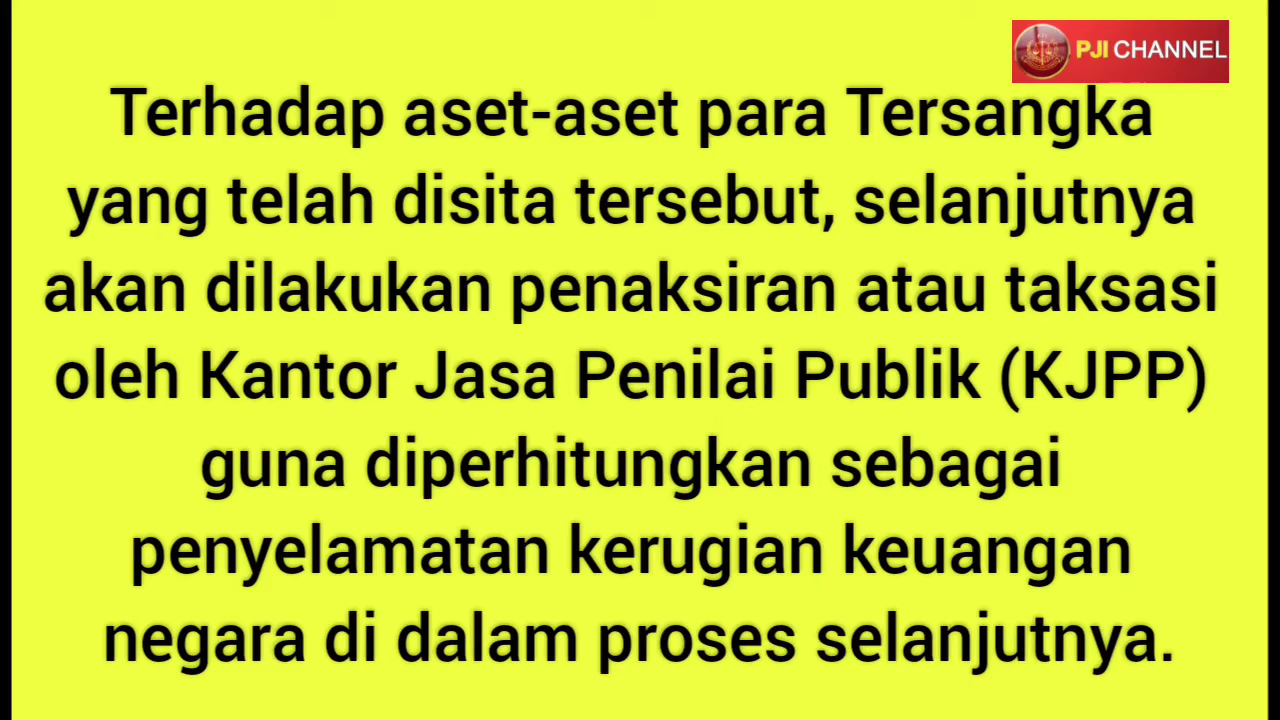 PJI CHANNEL
Terhadap aset-aset para Tersangka
yang telah disita tersebut, selanjutnya
akan dilakukan penaksiran atau taksasi
oleh Kantor Jasa Penilai Publik (KJPP)
guna diperhitungkan sebagai
penyelamatan kerugian keuangan
negara di dalam proses selanjutnya.